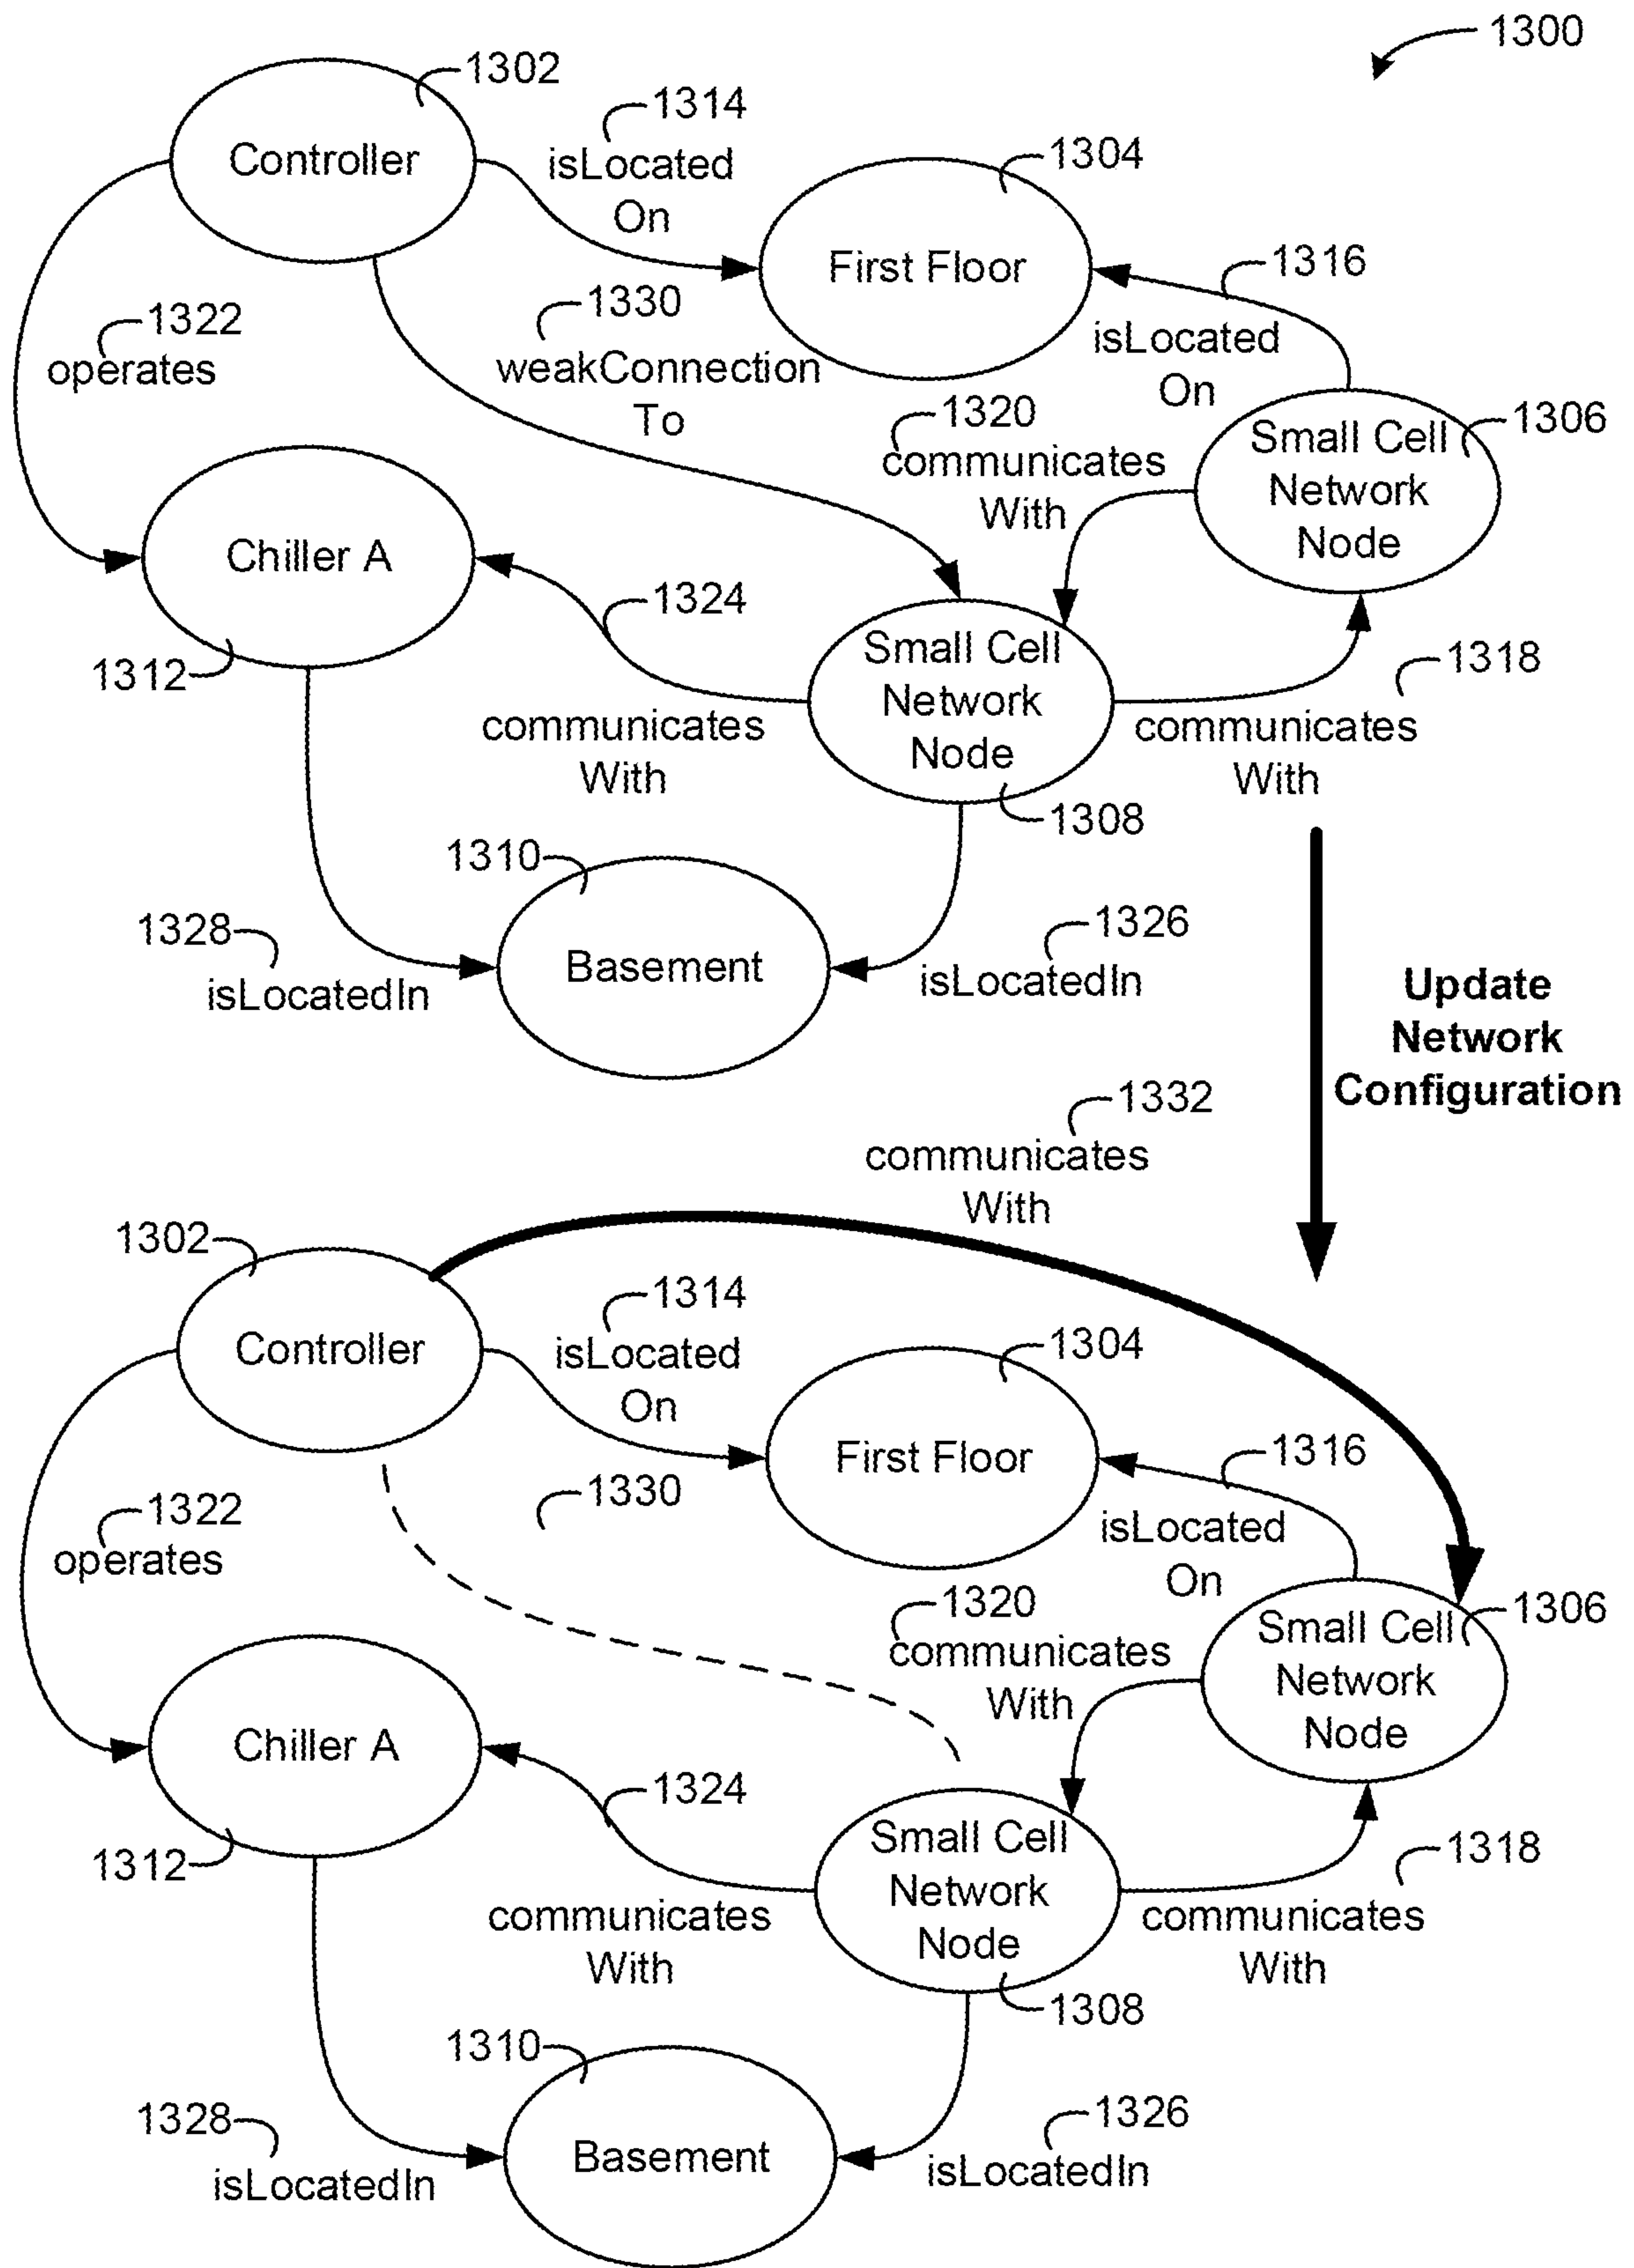 1300
1302
1314
Controller
isLocated
On
1304
First Floor
1316
isLocated
On
1330
weakConnection
To
1322
operates
1320
communicates
With
1306
Small Cell
Network
Node
Chiller A
1312
1324
communicates
With
Small Cell
Network
Node
1308
1318
communicates
With
1310
Basement
1328
isLocatedIn
1326
isLocatedIn
Update
Network
Configuration
1332
communicates
With
1302
Controller
1314
isLocated
On
1304
First Floor
1316
isLocated
On
1330
1322
operates
1320
communicates
With
1306
Small Cell
Network
Node
Chiller A
1312
1324
communicates
With
Small Cell
Network
Node
1308
1318
communicates
With
1310
Basement
1328
isLocatedIn
1326
isLocatedIn